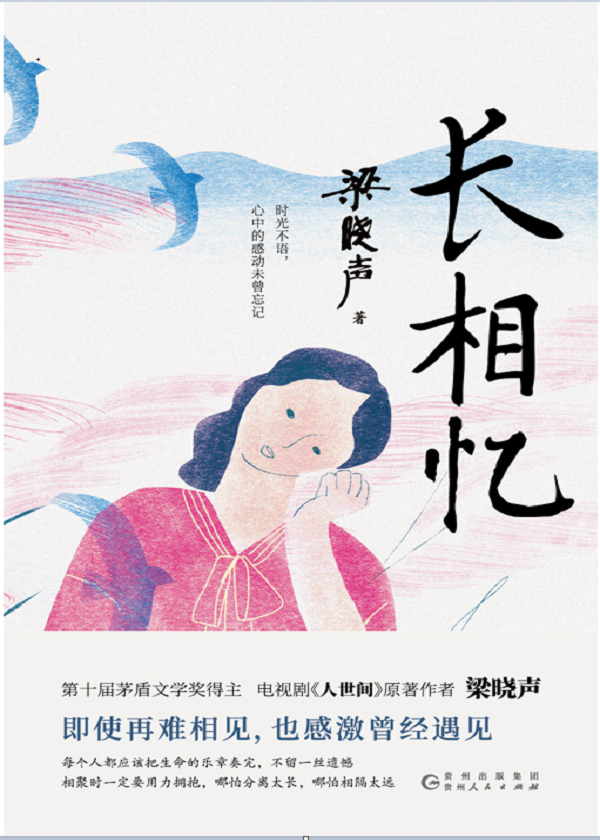 长相忆
梁晓声 著
时光不语，
心中的感动未曾忘记
第十届茅盾文学奖得主 电视剧《人世间》原著作者 梁晓声
即使再难相见，也感激曾经遇见
每个人都应该把生命的乐章奏完，不留一丝遗憾
相聚时一定要用力拥抱，哪怕分离太长，哪怕相隔太远
贵州出版集团
贵州人民出版社